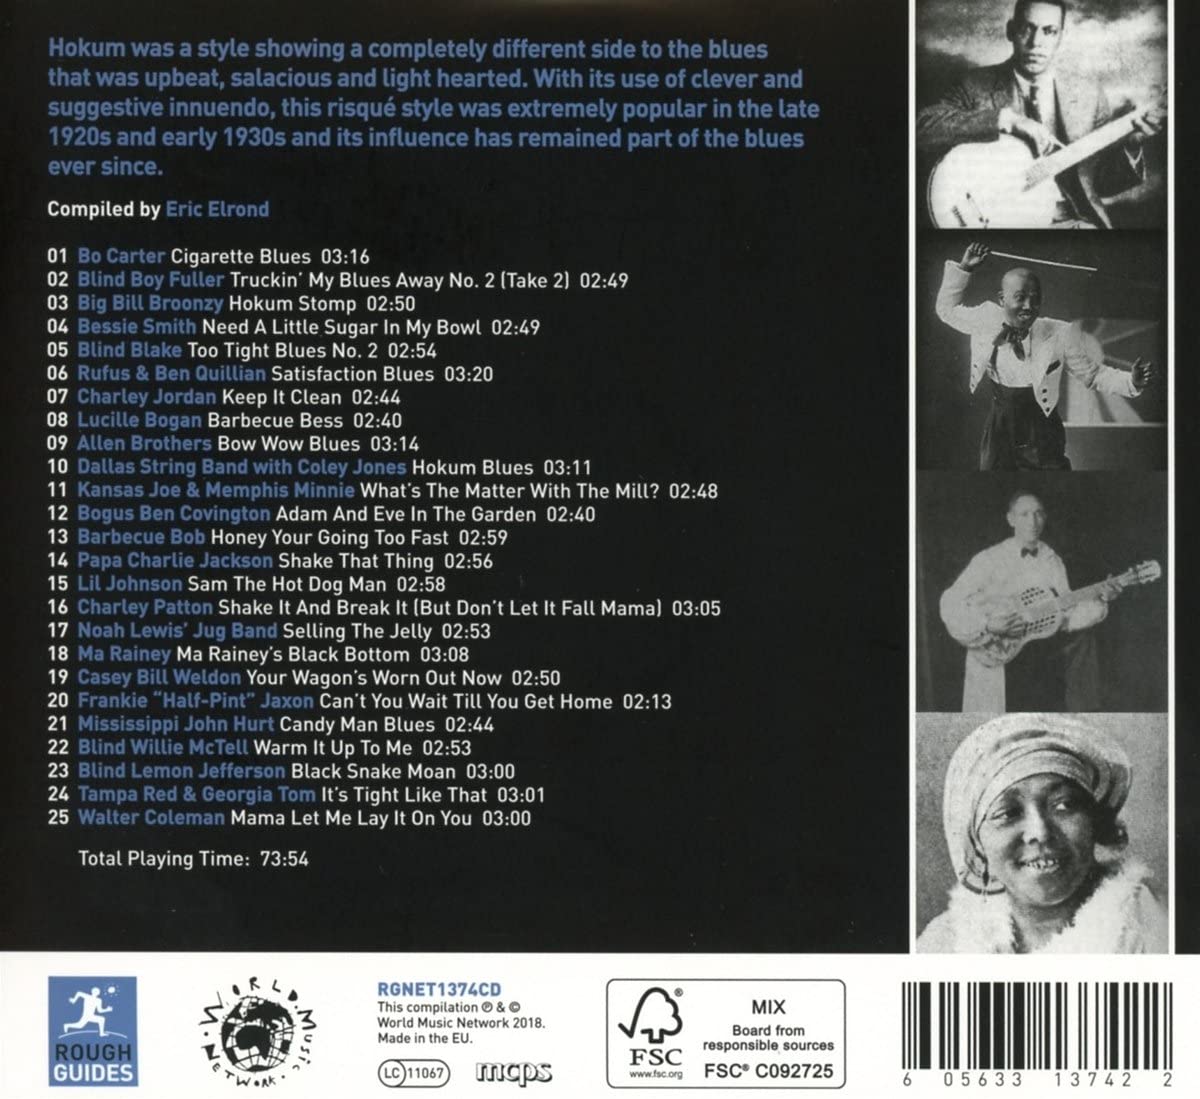 Hokum was a style showing a completely different side to the blues
that was upbeat, salacious and light hearted. With its use of clever and
suggestive innuendo, this risqué style was extremely popular in the late
1920s and early 1930s and its influence has remained part of the blues
ever since.
Compiled by Eric Elrond
01 Bo Carter Cigarette Blues 03:16
02 Blind Boy Fuller Truckin' My Blues Away No. 2 (Take 2) 02:49
03 Big Bill Broonzy Hokum Stomp 02:50
04 Bessie Smith Need A Little Sugar In My Bowl 02:49
05 Blind Blake Too Tight Blues No. 2 02:54
06 Rufus & Ben Quillian Satisfaction Blues 03:20
07 Charley Jordan Keep It Clean 02:44
08 Lucille Bogan Barbecue Bess 02:40
09 Allen Brothers Bow Wow Blues 03:14
10 Dallas String Band with Coley Jones Hokum Blues 03:11
11 Kansas Joe & Memphis Minnie What's The Matter With The Mill? 02:48
12 Bogus Ben Covington Adam And Eve In The Garden 02:40
13 Barbecue Bob Honey Your Going Too Fast 02:59
14 Papa Charlie Jackson Shake That Thing 02:56
15 Lil Johnson Sam The Hot Dog Man 02:58
16 Charley Patton Shake It And Break It (But Don't Let It Fall Mama) 03:05
17 Noah Lewis' Jug Band Selling The Jelly 02:53
18 Ma Rainey Ma Rainey's Black Bottom 03:08
19 Casey Bill Weldon Your Wagon's Worn Out Now 02:50
20 Frankie "Half-Pint" Jaxon Can't You Wait Till You Get Home 02:13
21 Mississippi John Hurt Candy Man Blues 02:44
22 Blind Willie McTell Warm It Up To Me 02:53
23 Blind Lemon Jefferson Black Snake Moan 03:00
24 Tampa Red & Georgia Tom It's Tight Like That 03:01
25 Walter Coleman Mama Let Me Lay It On You 03:00
Total Playing Time: 73:54
ROUGH
GUIDES
WORLD MUSIC NETWORK
RGNET1374CD
This compilation ℗ & ©
World Music Network 2018.
Made in the EU.
LC 11067
mcps
FSC
www.fsc.org
MIX
Board from
responsible sources
FSC® C092725
6 05633 13742 2